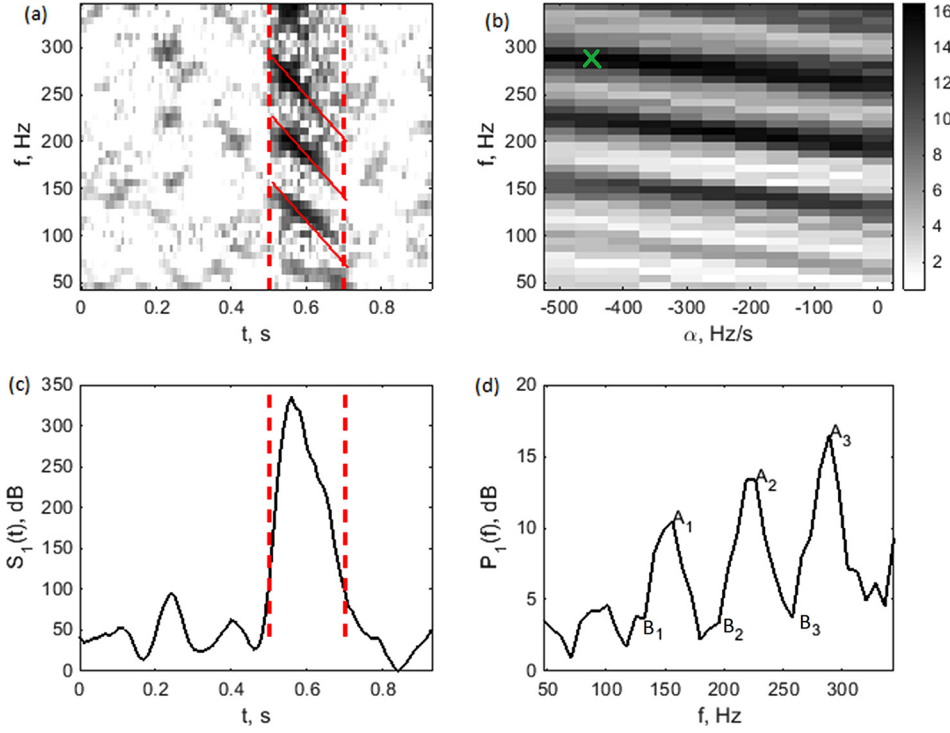 (a)
f, Hz
350
300
250
200
150
100
50
0 0.2 0.4 0.6 0.8
t, s
(b)
f, Hz
350
300
250
200
150
100
50
-500 -400 -300 -200 -100 0
α, Hz/s
16
14
12
10
8
6
4
2
(c)
S1(t), dB
350
300
250
200
150
100
50
0
0 0.2 0.4 0.6 0.8
t, s
(d)
P1(f), dB
20
15
10
5
0
A1
A2
A3
B1
B2
B3
50 100 150 200 250 300
f, Hz